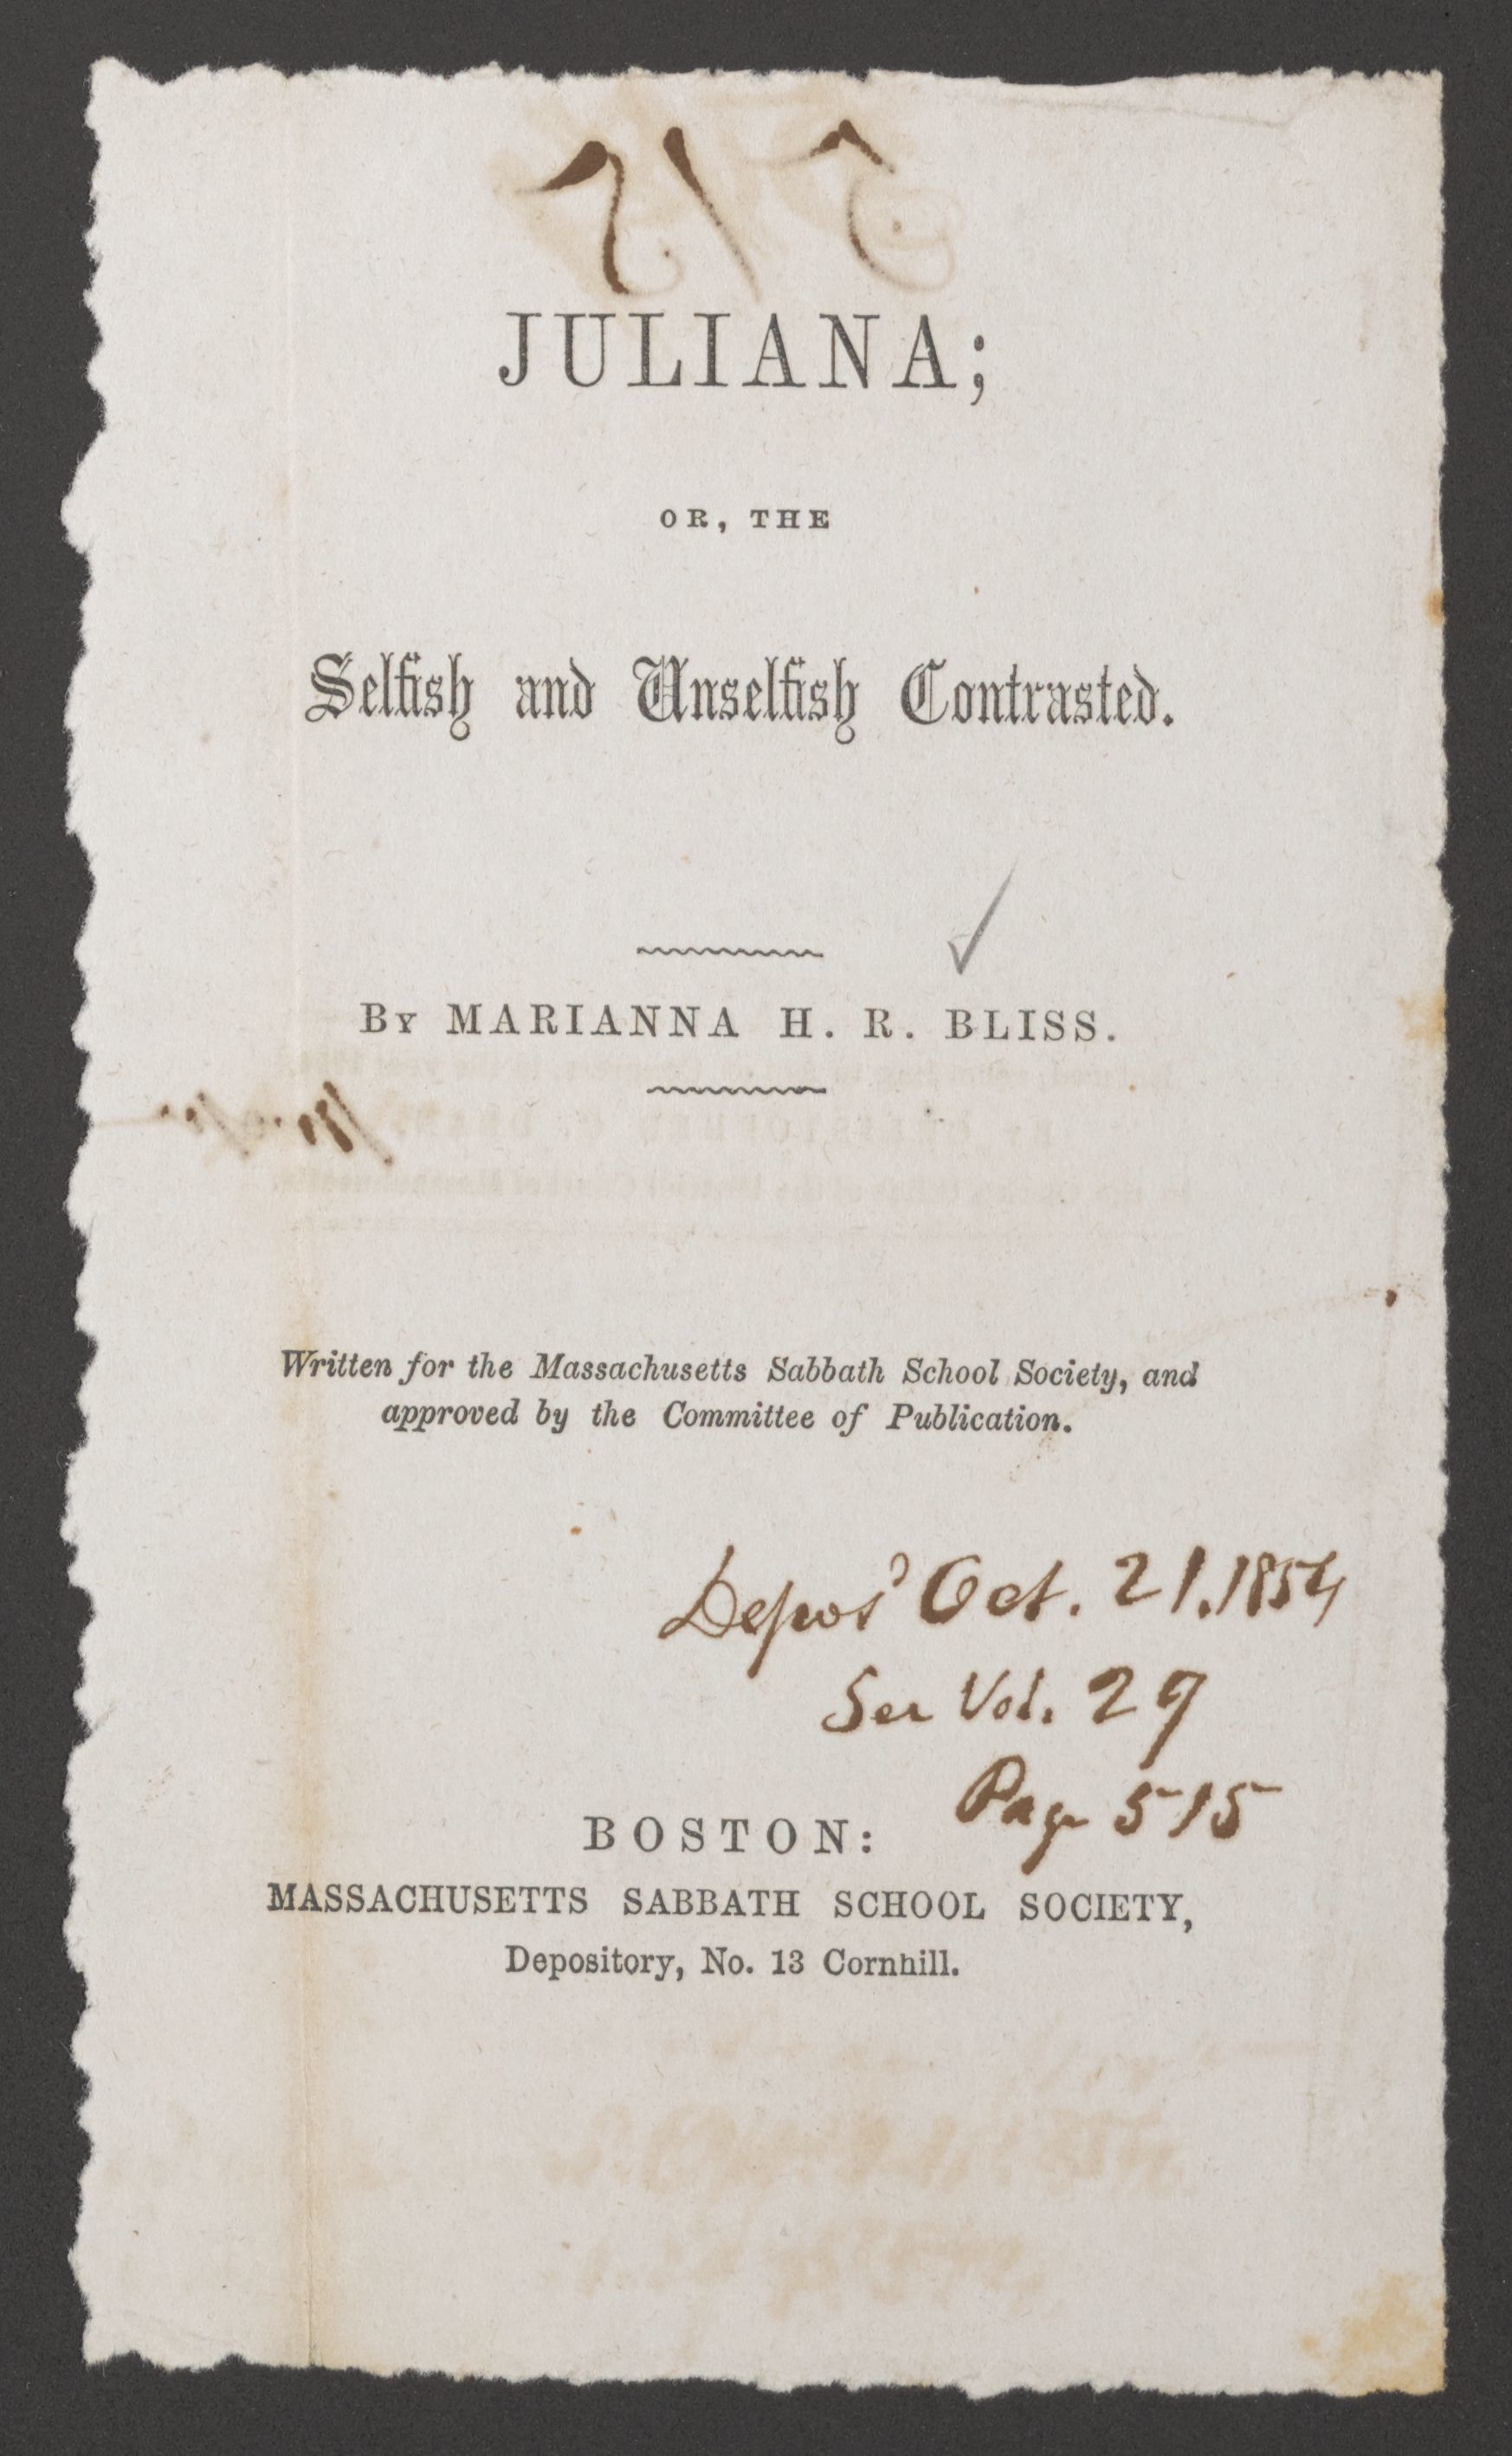 JULIANA;
OR, THE
Selfish and Unselfish Contrasted.
BY MARIANNA H. R. BLISS.
Written for the Massachusetts Sabbath School Society, and
approved by the Committee of Publication.
Depos'd Oct. 21. 1854
See Vol. 29
Page 515
BOSTON:
MASSACHUSETTS SABBATH SCHOOL SOCIETY,
Depository, No. 13 Cornhill.